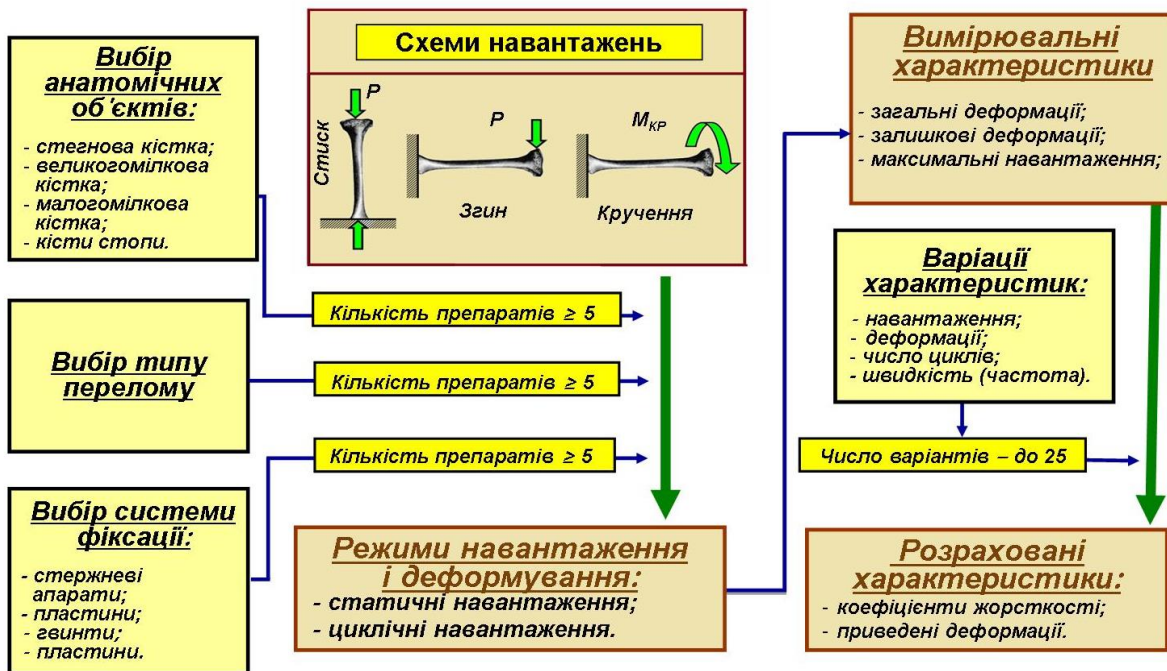 Вибір
анатомічних
об'єктів:
- стегнова кістка;
- великогомілкова
кістка;
- малогомілкова
кістка;
- кісти стопи.
Вибір типу
перелому
Вибір системи
фіксації:
- стержневі
апарати;
- пластини;
- гвинти;
- пластини.
Схеми навантажень
P
Стиск
P
Згин
MКР
Кручення
Кількість препаратів ≥ 5
Кількість препаратів ≥ 5
Кількість препаратів ≥ 5
Режими навантаження
і деформування:
- статичні навантаження;
- циклічні навантаження.
Вимірювальні
характеристики
- загальні деформації;
- залишкові деформації;
- максимальні навантаження;
Варіації
характеристик:
- навантаження;
- деформації;
- число циклів;
- швидкість (частота).
Число варіантів – до 25
Розраховані
характеристики:
- коефіцієнти жорсткості;
- приведені деформації.